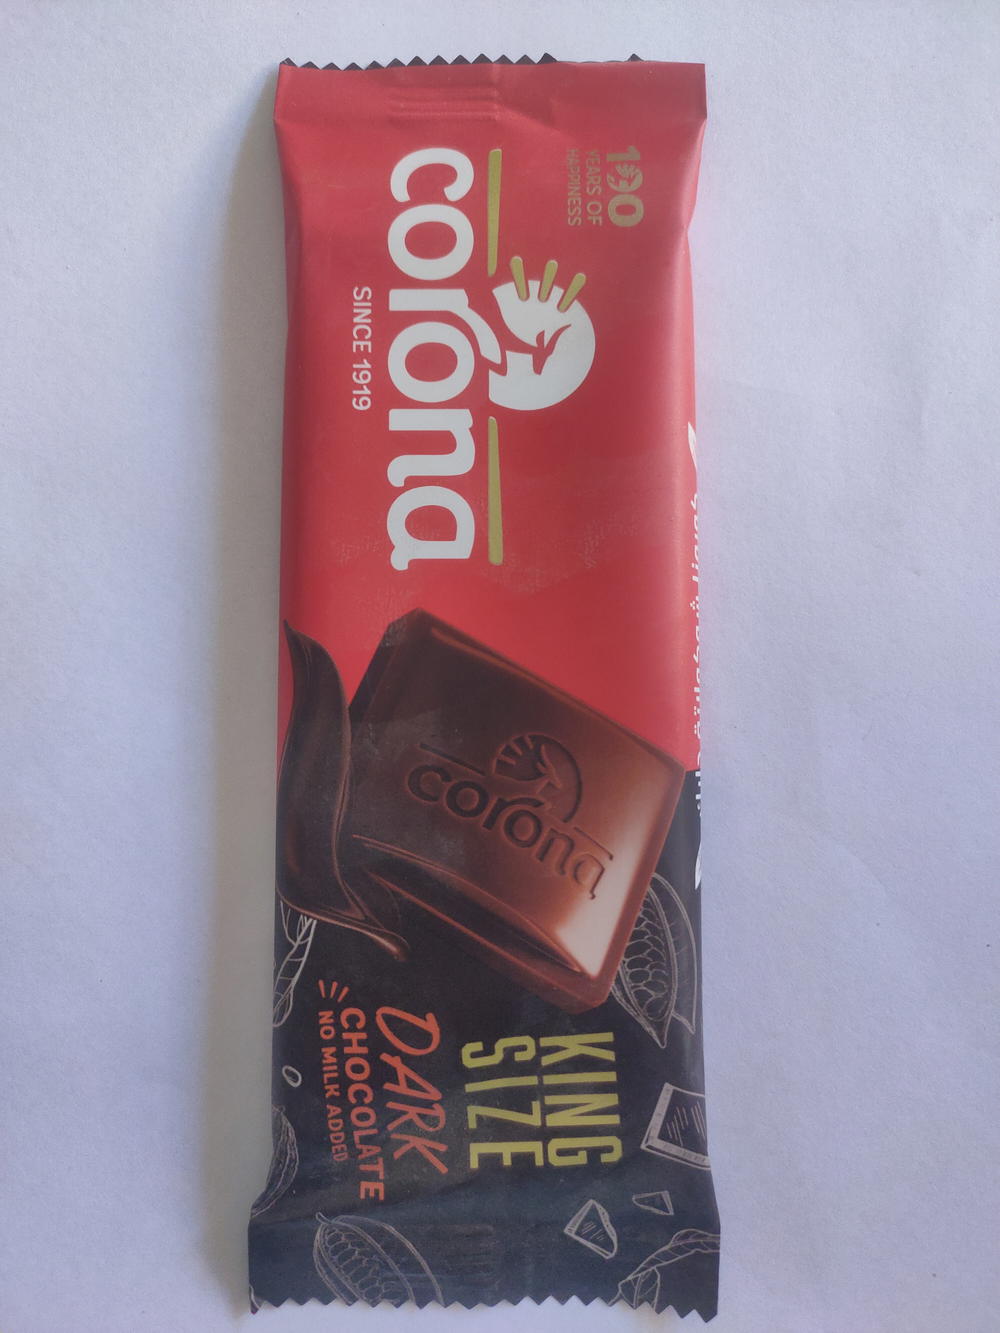 100
YEARS OF
HAPPINESS
corona
SINCE 1919
corona
KING
SIZE
DARK
CHOCOLATE
NO MILK ADDED